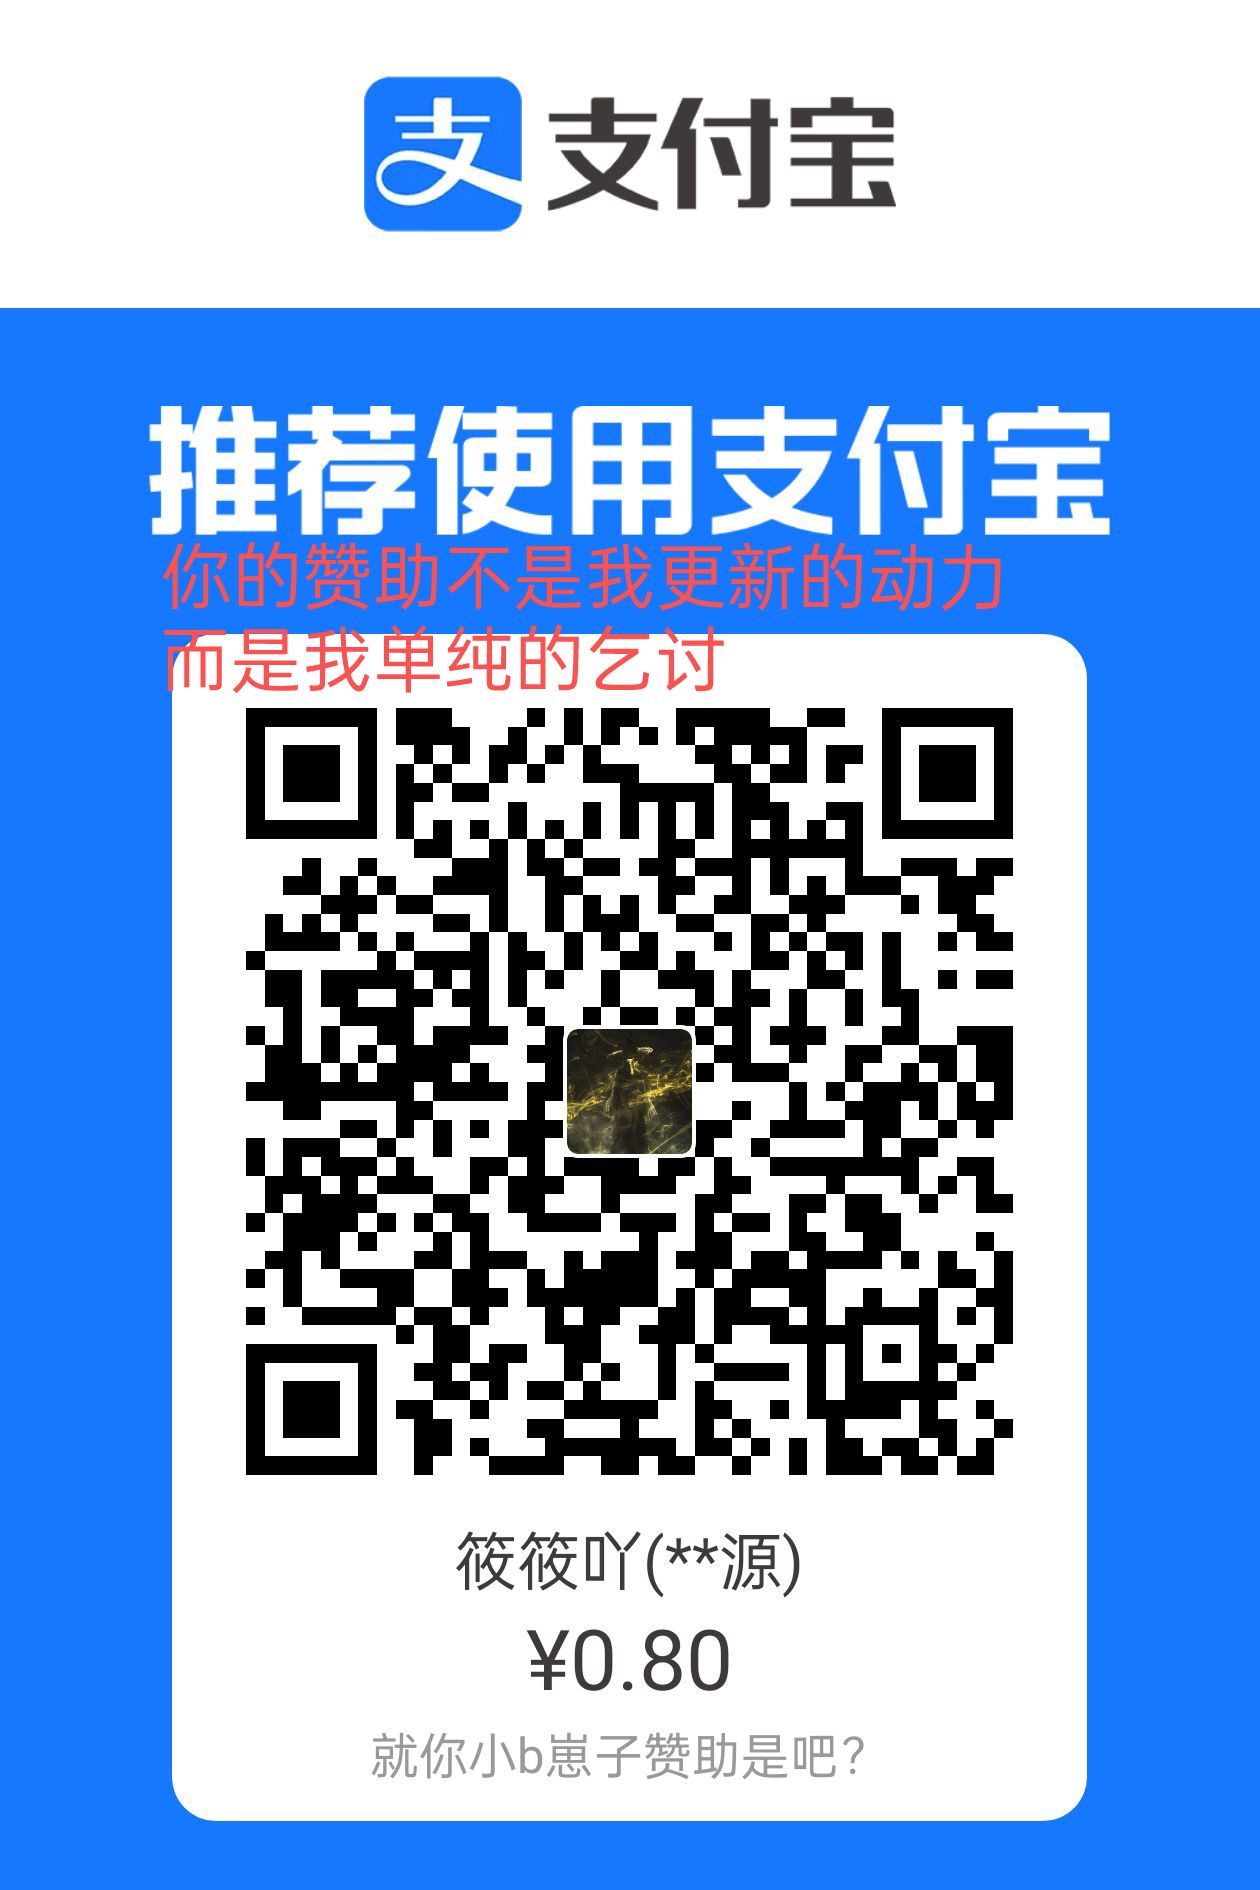 支 支付宝
推荐使用支付宝
你的赞助不是我更新的动力
而是我单纯的乞讨
筱筱吖(**源)
¥0.80
就你小b崽子赞助是吧?